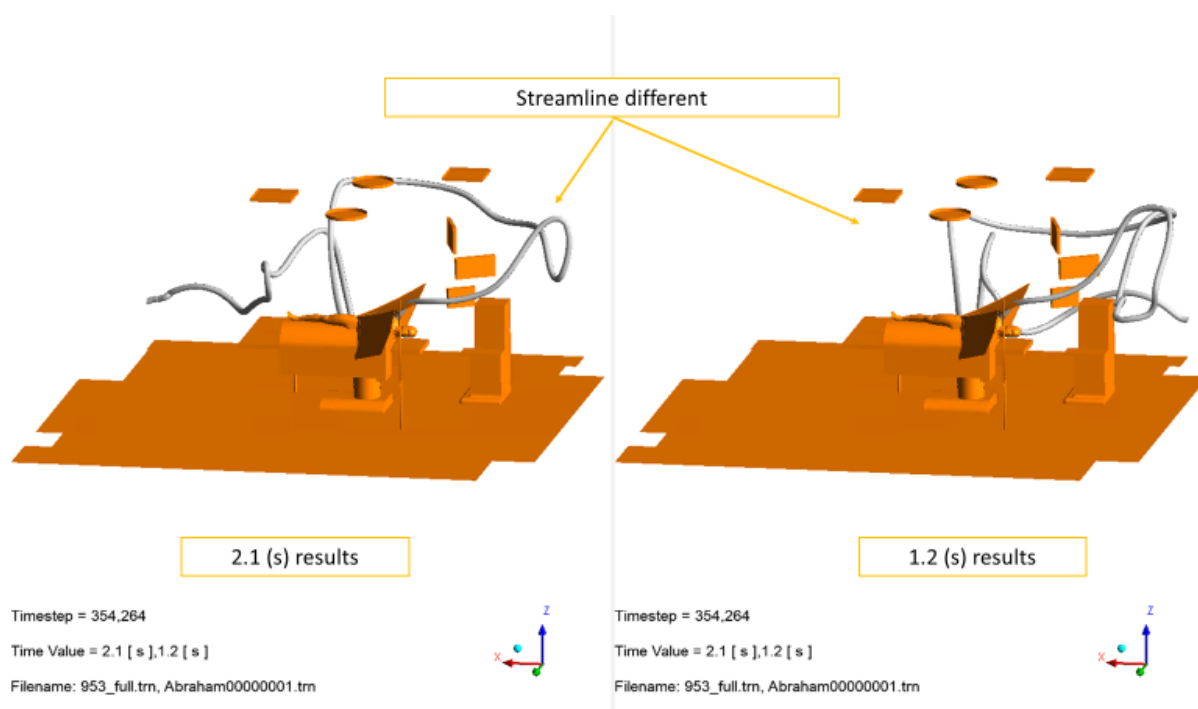 Streamline different
2.1 (s) results
1.2 (s) results
Timestep = 354,264
Time Value = 2.1 [ s ],1.2 [ s ]
Filename: 953_full.trn, Abraham00000001.trn
Z
X
Timestep = 354,264
Time Value = 2.1 [ s ],1.2 [ s ]
Filename: 953_full.trn, Abraham00000001.trn
Z
X